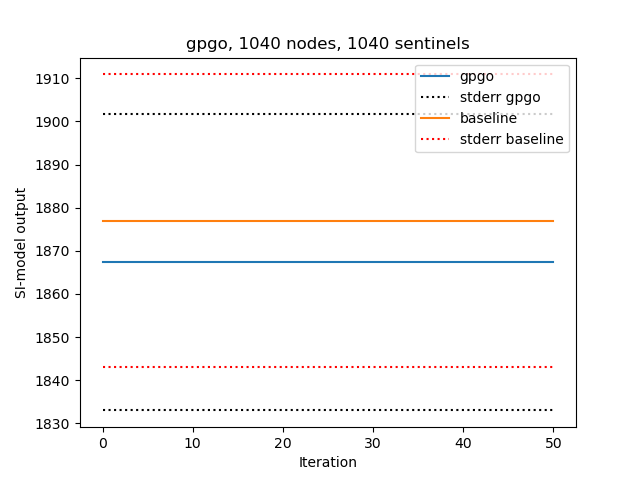 gpgo, 1040 nodes, 1040 sentinels
1910
1900
1890
1880
1870
1860
1850
1840
1830
SI-model output
gpgo
stderr gpgo
baseline
stderr baseline
0 10 20 30 40 50
Iteration